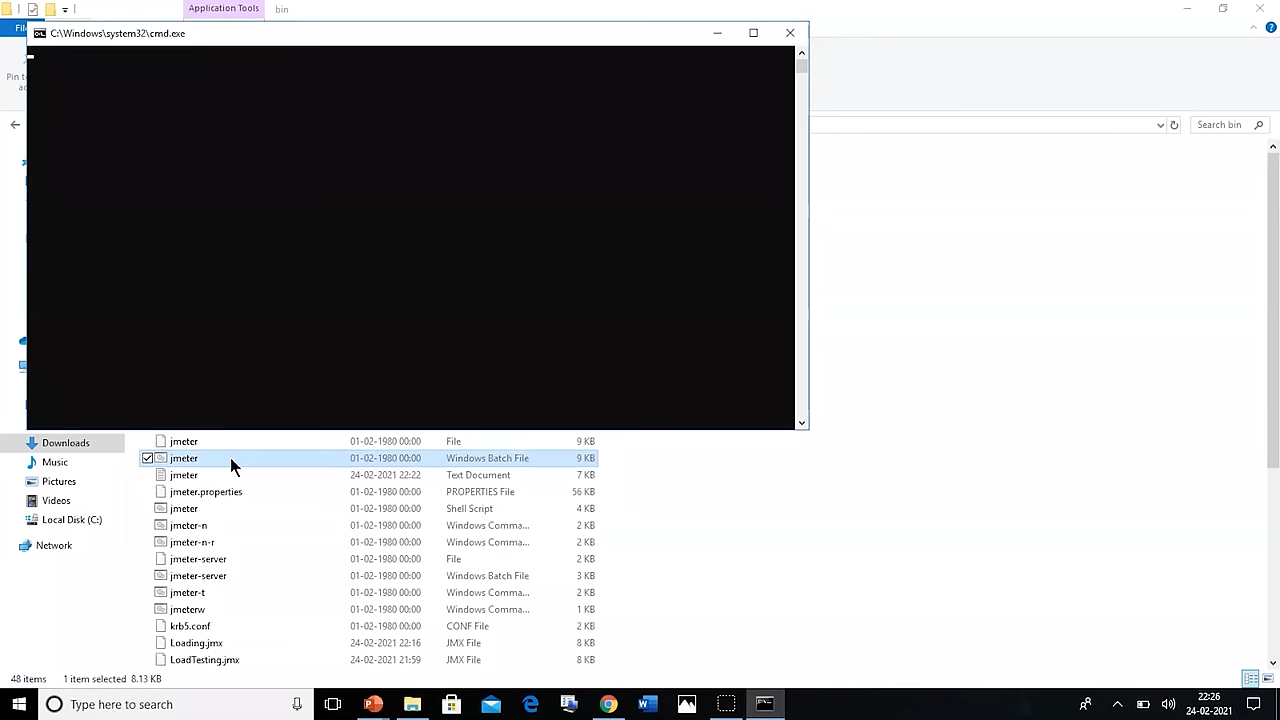 Application Tools
bin
Fil
C:\Windows\system32\cmd.exe
Pin t
ac
Search bin
Downloads
Music
Pictures
Videos
Local Disk (C:)
Network
jmeter 01-02-1980 00:00 File 9 KB
jmeter 01-02-1980 00:00 Windows Batch File 9 KB
jmeter 24-02-2021 22:22 Text Document 7 KB
jmeter.properties 01-02-1980 00:00 PROPERTIES File 56 KB
jmeter 01-02-1980 00:00 Shell Script 4 KB
jmeter-n 01-02-1980 00:00 Windows Comma... 2 KB
jmeter-n-r 01-02-1980 00:00 Windows Comma... 2 KB
jmeter-server 01-02-1980 00:00 File 2 KB
jmeter-server 01-02-1980 00:00 Windows Batch File 3 KB
jmeter-t 01-02-1980 00:00 Windows Comma... 2 KB
jmeterw 01-02-1980 00:00 Windows Comma... 1 KB
krb5.conf 01-02-1980 00:00 CONF File 2 KB
Loading.jmx 24-02-2021 22:16 JMX File 8 KB
LoadTesting.jmx 24-02-2021 21:59 JMX File 8 KB
48 items 1 item selected 8.13 KB
Type here to search
22:26
24-02-2021